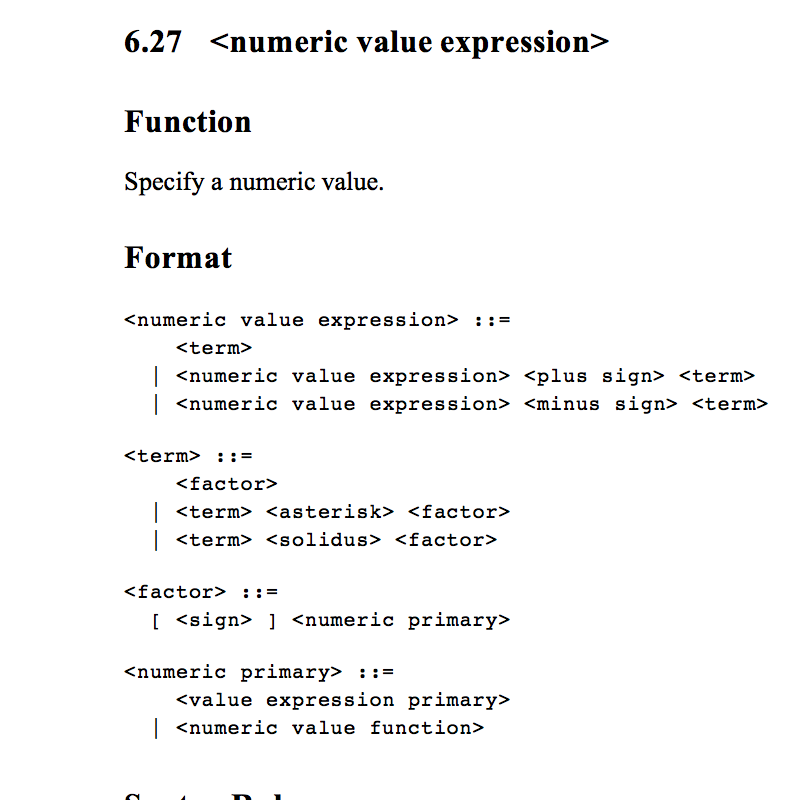 6.27 <numeric value expression>
Function
Specify a numeric value.
Format
<numeric value expression> ::=
<term>
| <numeric value expression> <plus sign> <term>
| <numeric value expression> <minus sign> <term>
<term> ::=
<factor>
| <term> <asterisk> <factor>
| <term> <solidus> <factor>
<factor> ::=
[ <sign> ] <numeric primary>
<numeric primary> ::=
<value expression primary>
| <numeric value function>